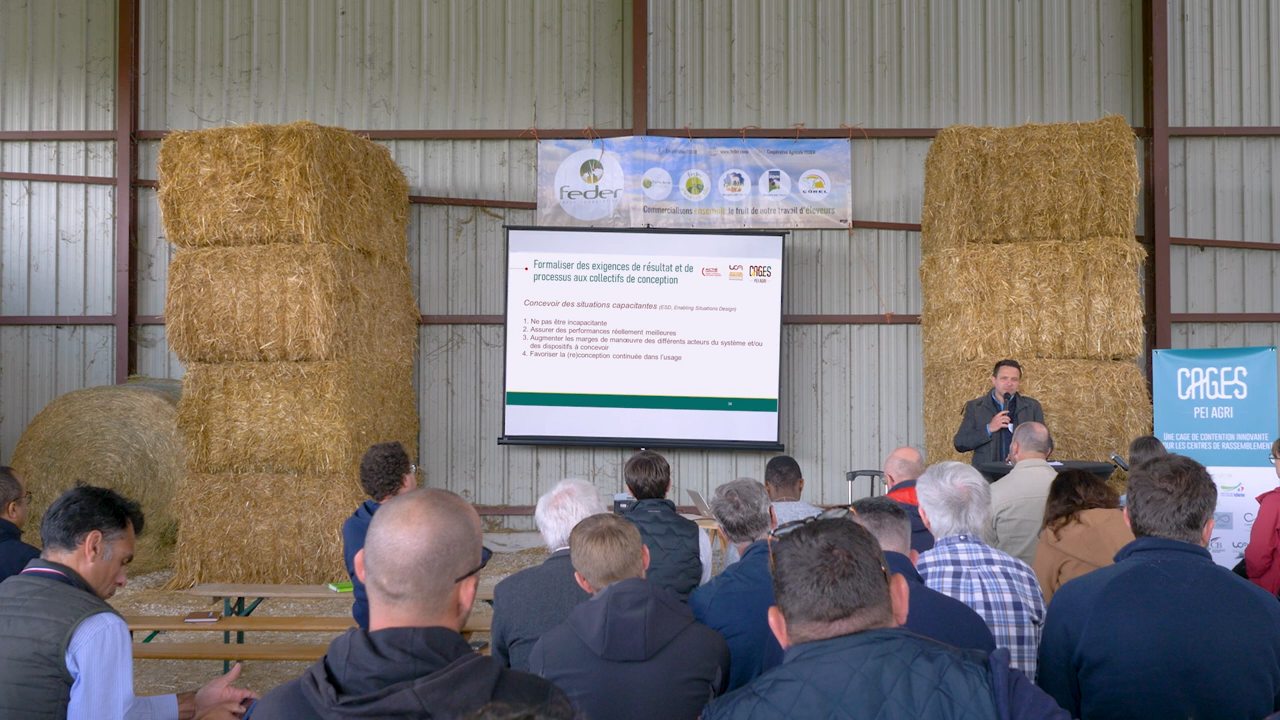 feder
Commercialisons ensemble le fruit de notre travail d'éleveurs
Formaliser des exigences de résultat et de
processus aux collectifs de conception
CAGES
PEI AGRI
Concevoir des situations capacitantes (ESD, Enabling Situations Design)
1. Ne pas être incapacitante
2. Assurer des performances réellement meilleures
3. Augmenter les marges de manœuvre des différents acteurs du système et/ou
des dispositifs à concevoir
4. Favoriser la (re)conception continuée dans l'usage
CAGES
PEI AGRI
UNE CAGE DE CONTENTION INNOVANTE
POUR LES CENTRES DE RASSEMBLEMENT